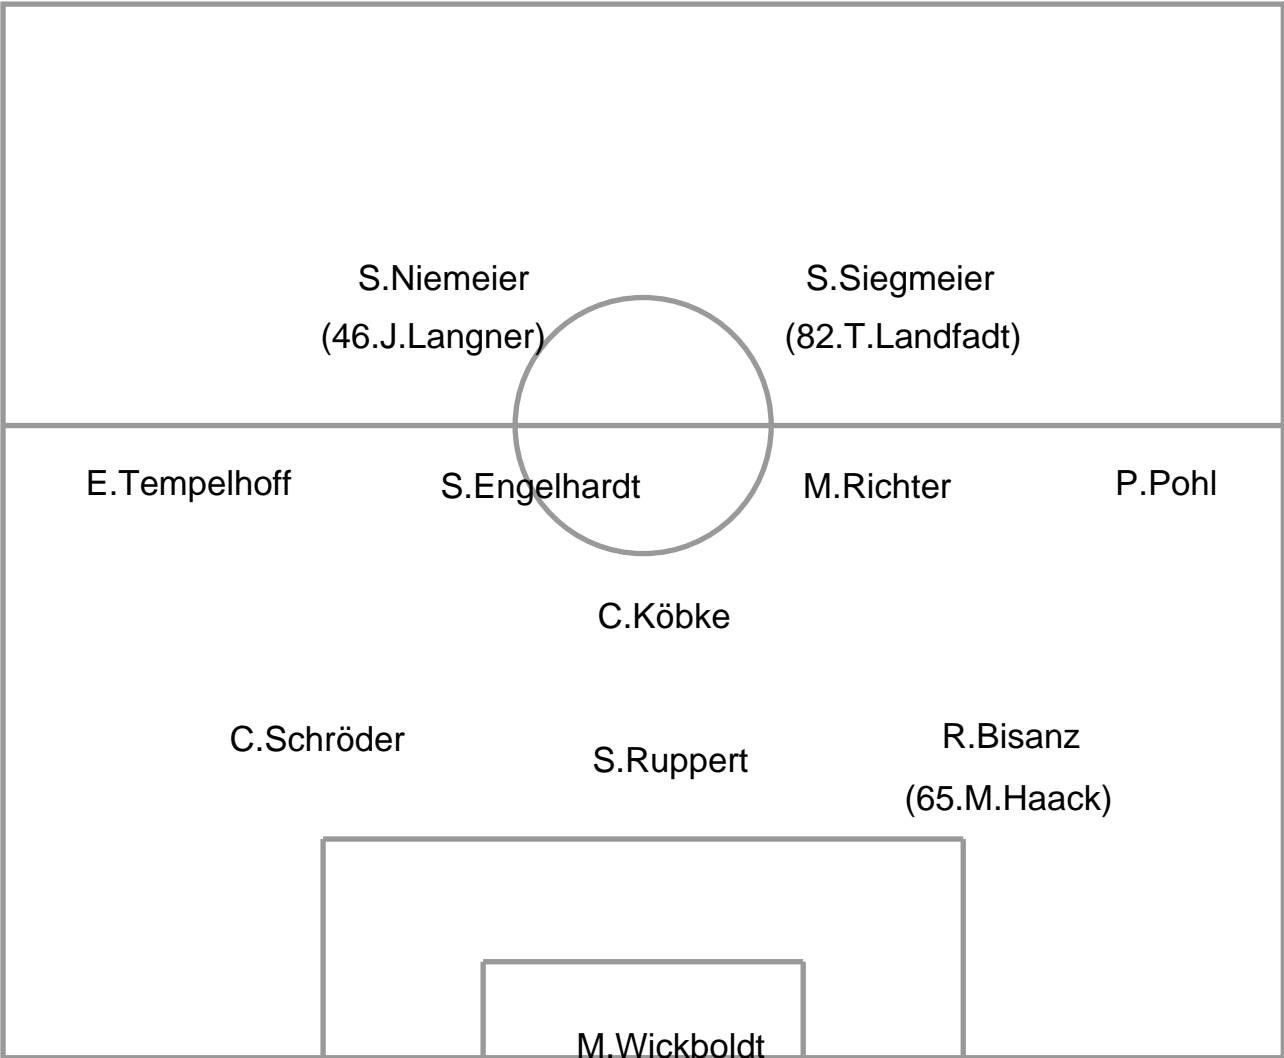 S.Niemeier
S.Siegmeier
(46.J.Langner)
(82.T.Landfadt)
E.Tempelhoff
S.Engelhardt
M.Richter
P.Pohl
C.Köbke
C.Schröder
S.Ruppert
R.Bisanz
(65.M.Haack)
M.Wickboldt